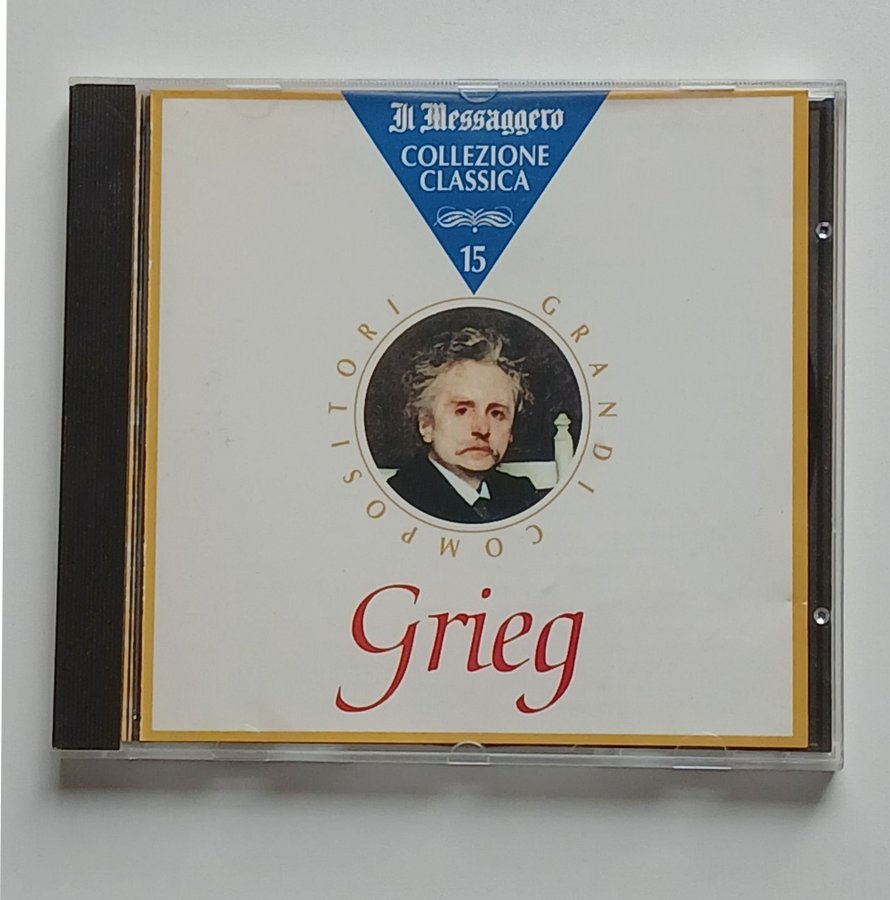 Il Messaggero
COLLEZIONE
CLASSICA
15
GRANDI COMPOSITORI
Grieg